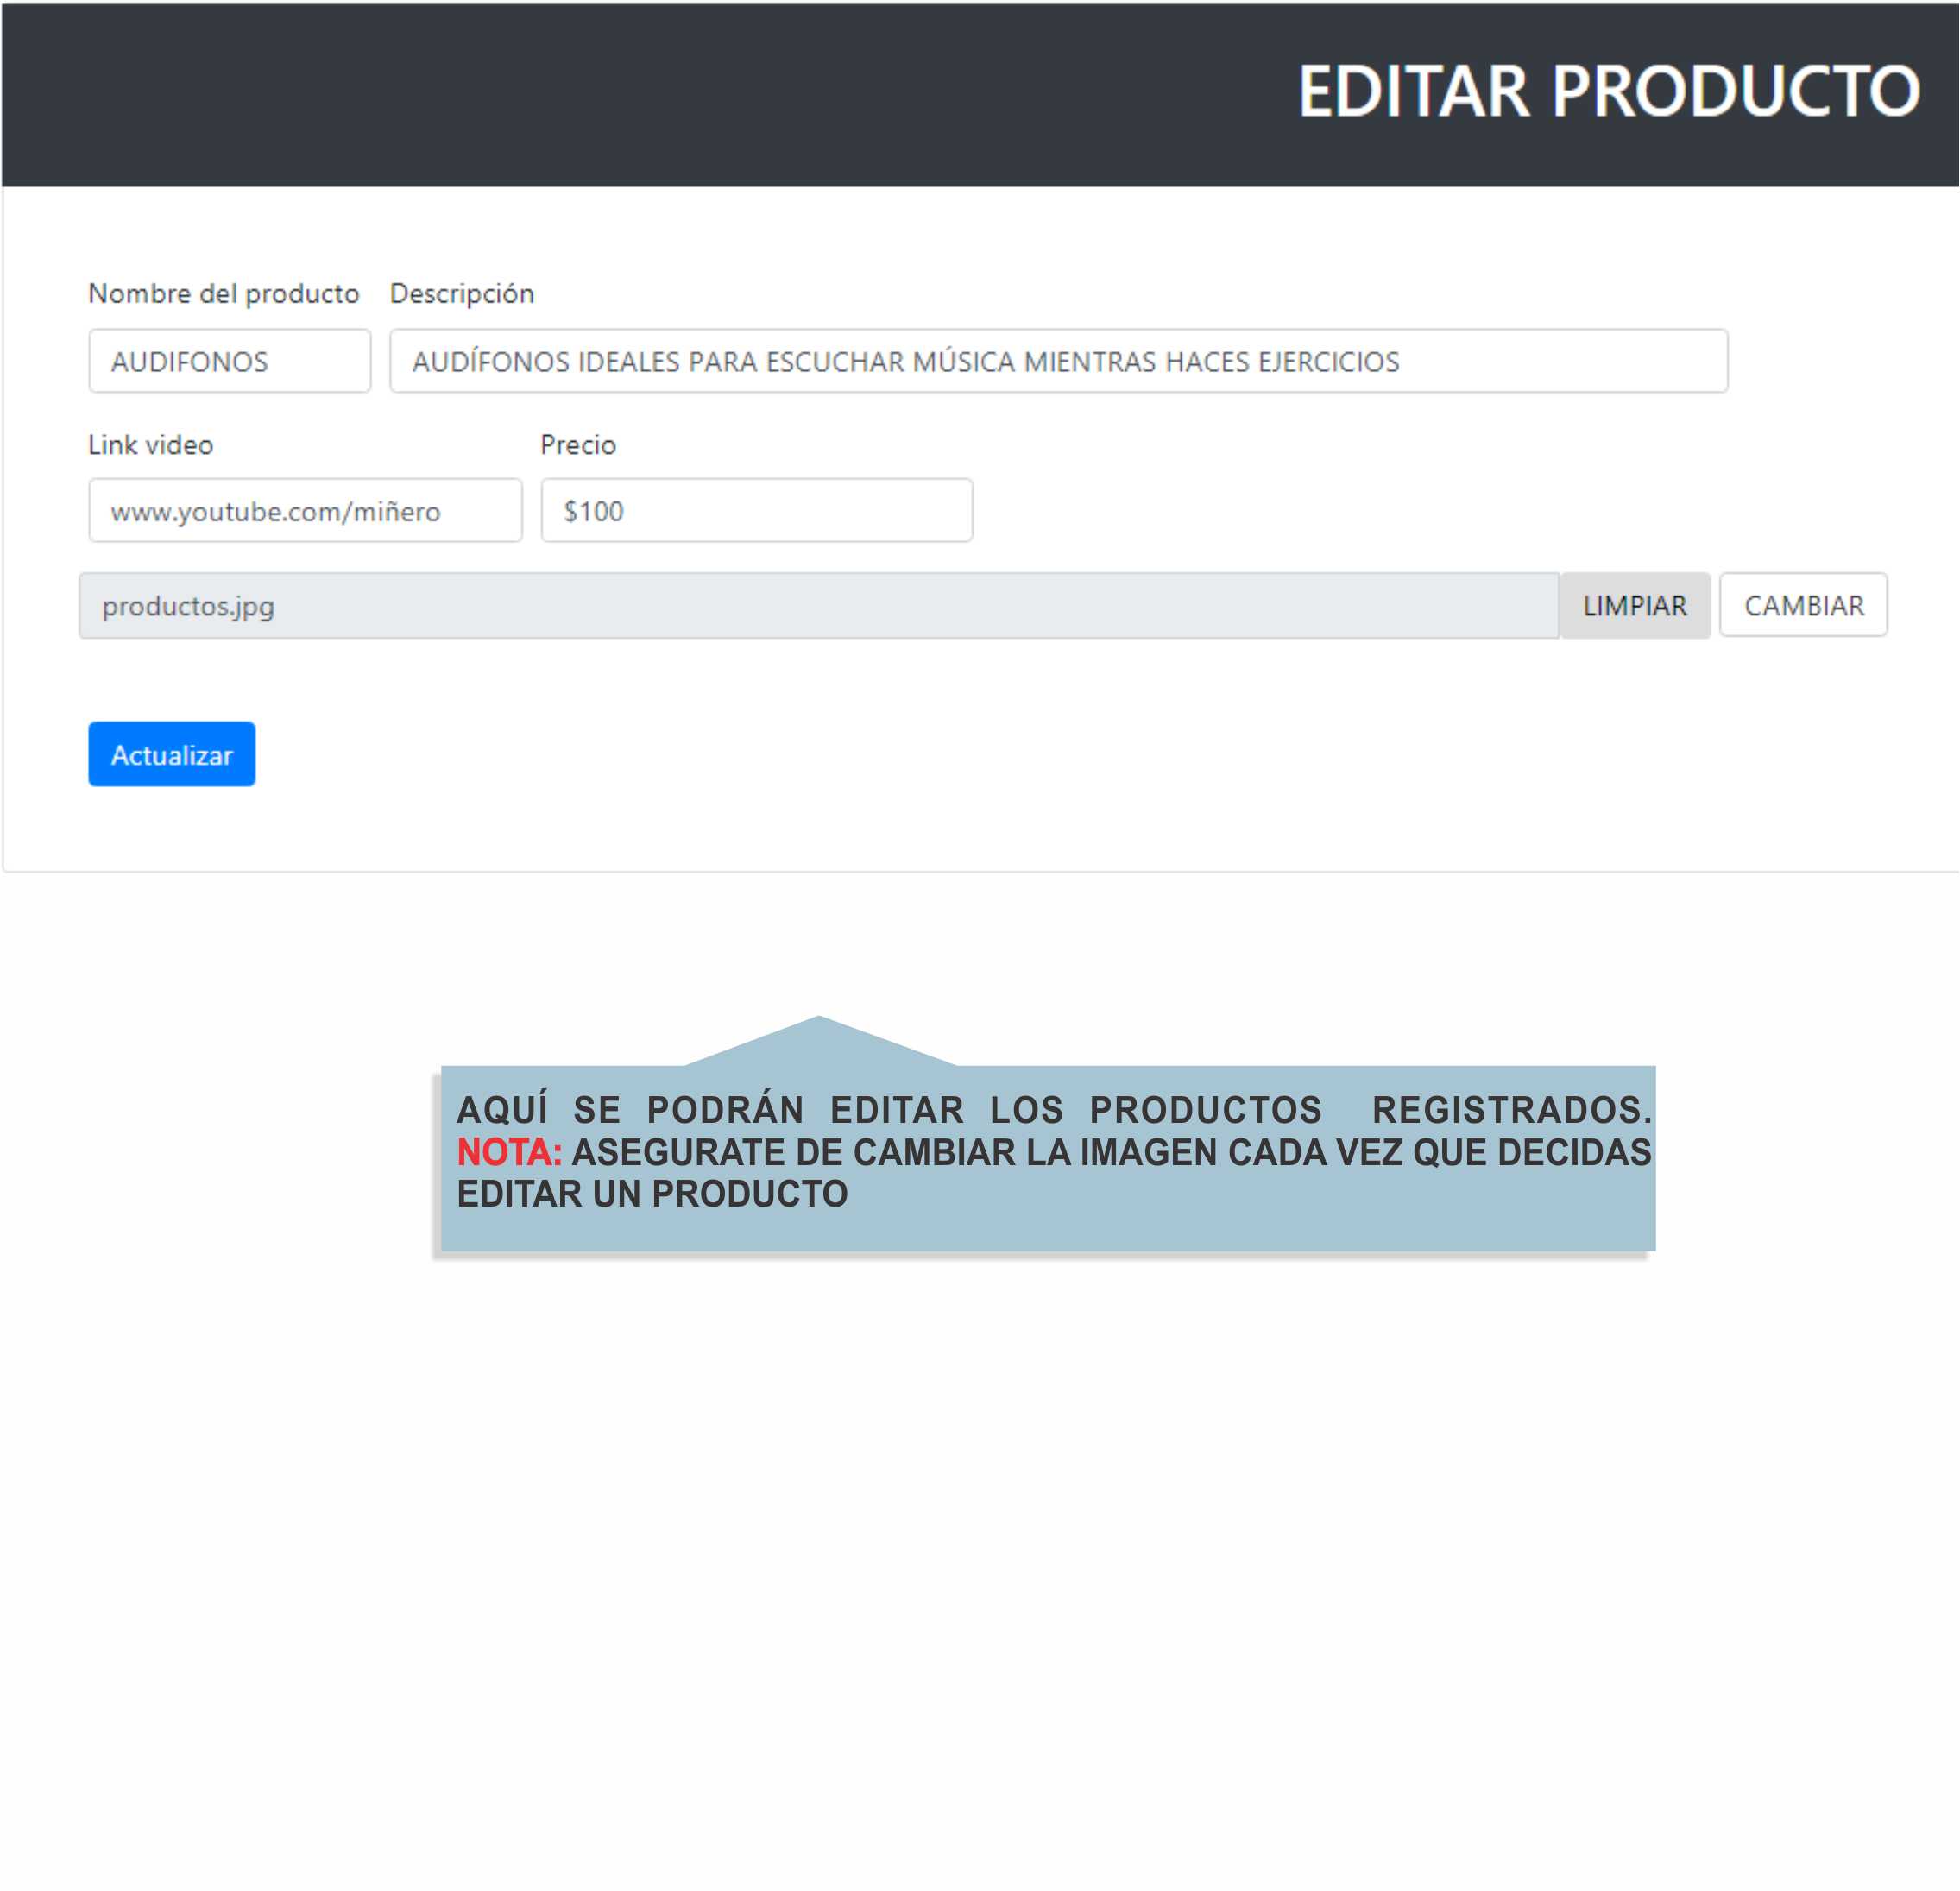 EDITAR PRODUCTO
Nombre del producto Descripción
AUDIFONOS AUDÍFONOS IDEALES PARA ESCUCHAR MÚSICA MIENTRAS HACES EJERCICIOS
Link video Precio
www.youtube.com/miñero $100
productos.jpg LIMPIAR CAMBIAR
Actualizar
AQUÍ SE PODRÁN EDITAR LOS PRODUCTOS REGISTRADOS.
NOTA: ASEGURATE DE CAMBIAR LA IMAGEN CADA VEZ QUE DECIDAS
EDITAR UN PRODUCTO